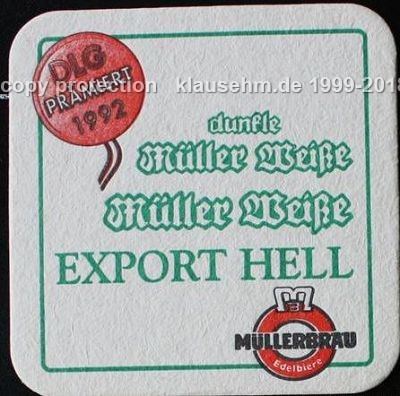 DLG
PRÄMIERT
1992
copy protection klausehm.de 1999-2018
dunkle
Müller Weiße
Müller Weiße
EXPORT HELL
M
MÜLLERBRÄU
Edelbiere